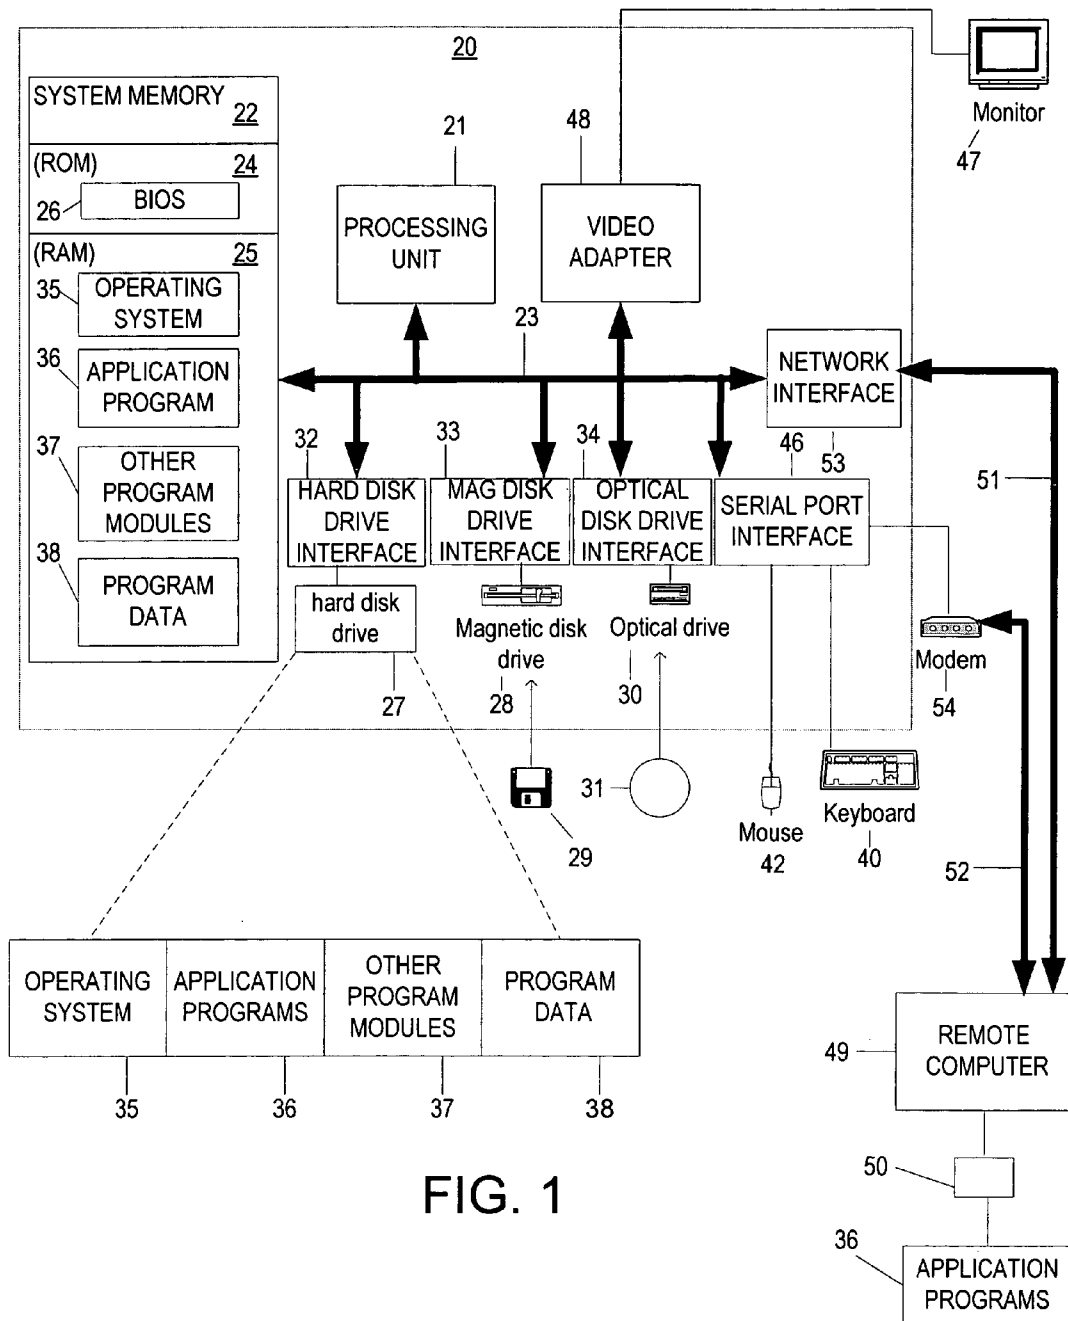 20
SYSTEM MEMORY
22
(ROM)
24
26
BIOS
(RAM)
25
35
OPERATING
SYSTEM
36
APPLICATION
PROGRAM
37
OTHER
PROGRAM
MODULES
38
PROGRAM
DATA
21
PROCESSING
UNIT
48
VIDEO
ADAPTER
Monitor
47
23
NETWORK
INTERFACE
53
32
HARD DISK
DRIVE
INTERFACE
33
MAG DISK
DRIVE
INTERFACE
34
OPTICAL
DISK DRIVE
INTERFACE
46
SERIAL PORT
INTERFACE
51
hard disk
drive
27
Magnetic disk
drive
28
Optical drive
30
Modem
54
29
31
Mouse
42
Keyboard
40
52
OPERATING
SYSTEM
APPLICATION
PROGRAMS
OTHER
PROGRAM
MODULES
PROGRAM
DATA
35
36
37
38
49
REMOTE
COMPUTER
50
36
APPLICATION
PROGRAMS
FIG. 1